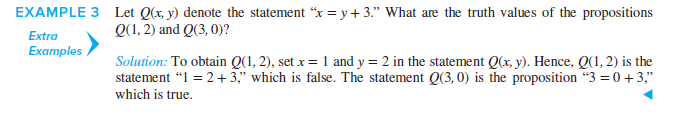 EXAMPLE 3 Let Q(x, y) denote the statement “x = y + 3.” What are the truth values of the propositions
Q(1, 2) and Q(3, 0)?
Extra
Examples
Solution: To obtain Q(1, 2), set x = 1 and y = 2 in the statement Q(x, y). Hence, Q(1, 2) is the
statement “1 = 2 + 3,” which is false. The statement Q(3, 0) is the proposition “3 = 0 + 3,”
which is true.